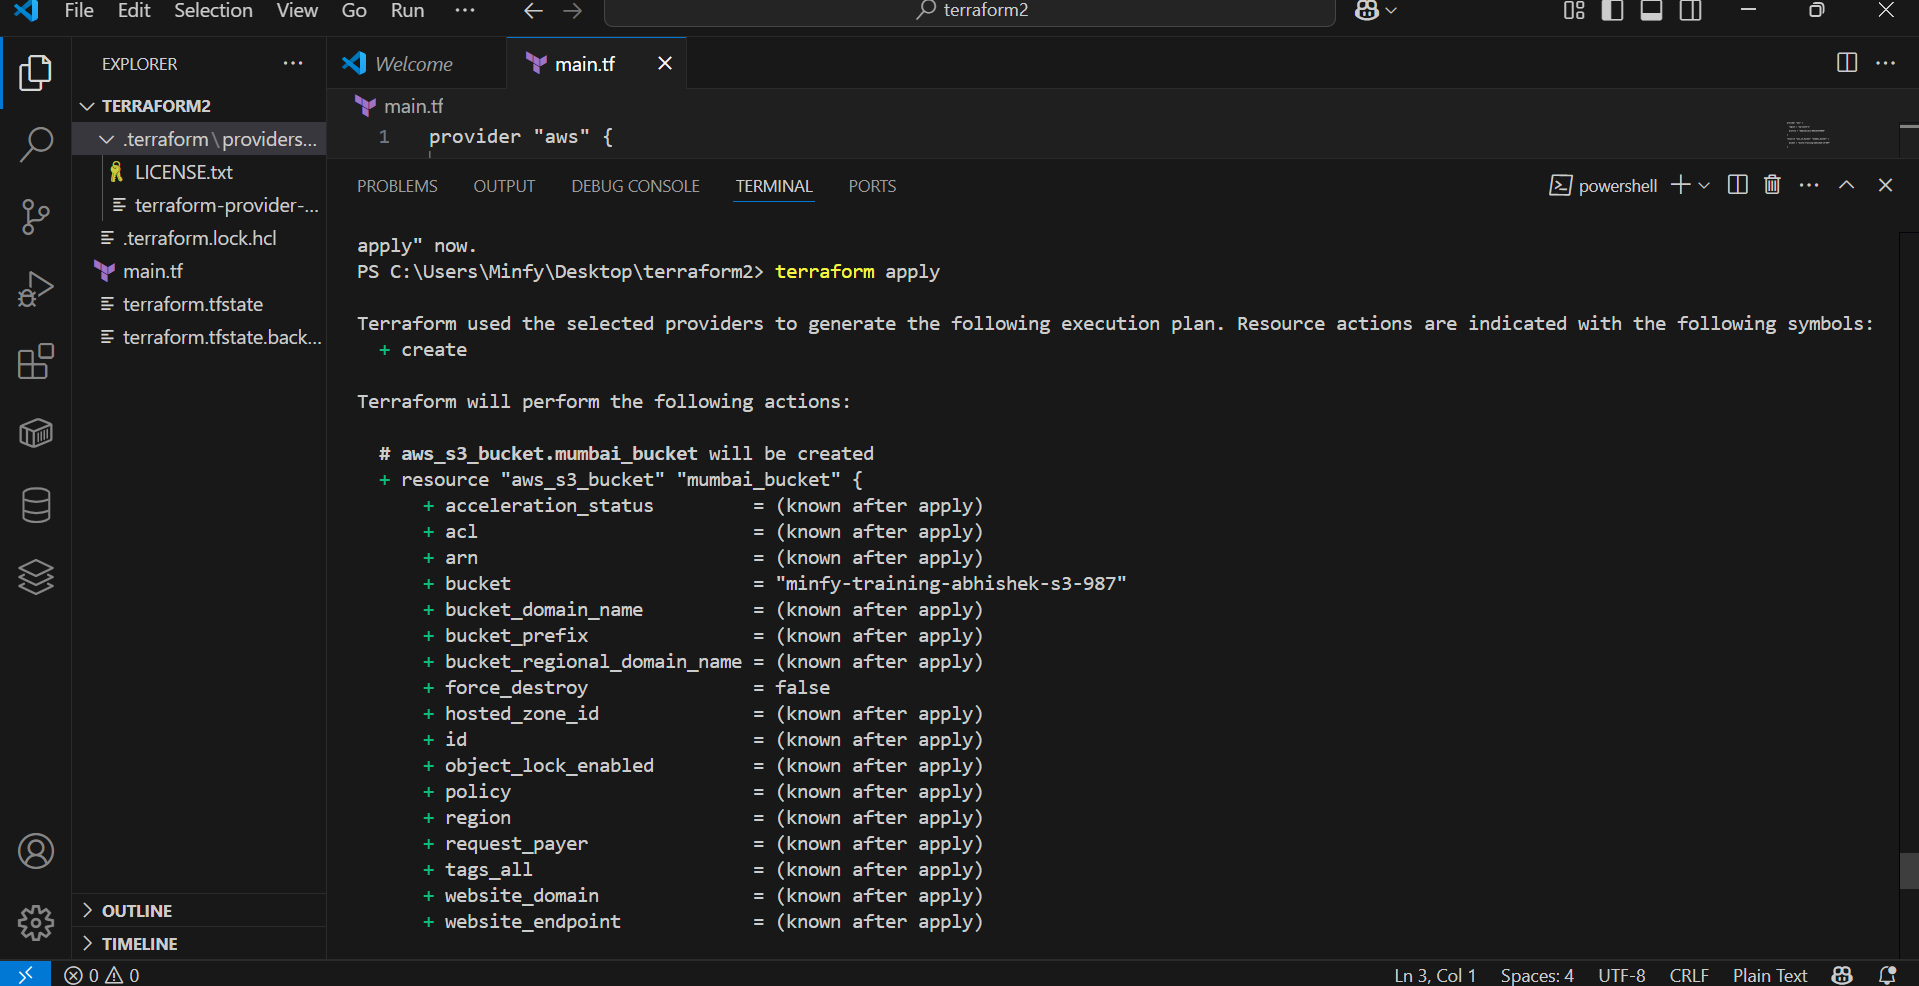 File Edit Selection View Go Run ··· terraform2
EXPLORER ···
Welcome main.tf
TERRAFORM2
.terraform\providers...
LICENSE.txt
terraform-provider-...
.terraform.lock.hcl
main.tf
terraform.tfstate
terraform.tfstate.back...
OUTLINE
TIMELINE
main.tf
1 provider "aws" {
PROBLEMS OUTPUT DEBUG CONSOLE TERMINAL PORTS powershell
apply" now.
PS C:\Users\Minfy\Desktop\terraform2> terraform apply
Terraform used the selected providers to generate the following execution plan. Resource actions are indicated with the following symbols:
+ create
Terraform will perform the following actions:
# aws_s3_bucket.mumbai_bucket will be created
+ resource "aws_s3_bucket" "mumbai_bucket" {
+ acceleration_status = (known after apply)
+ acl = (known after apply)
+ arn = (known after apply)
+ bucket = "minfy-training-abhishek-s3-987"
+ bucket_domain_name = (known after apply)
+ bucket_prefix = (known after apply)
+ bucket_regional_domain_name = (known after apply)
+ force_destroy = false
+ hosted_zone_id = (known after apply)
+ id = (known after apply)
+ object_lock_enabled = (known after apply)
+ policy = (known after apply)
+ region = (known after apply)
+ request_payer = (known after apply)
+ tags_all = (known after apply)
+ website_domain = (known after apply)
+ website_endpoint = (known after apply)
0 0 Ln 3, Col 1 Spaces: 4 UTF-8 CRLF Plain Text